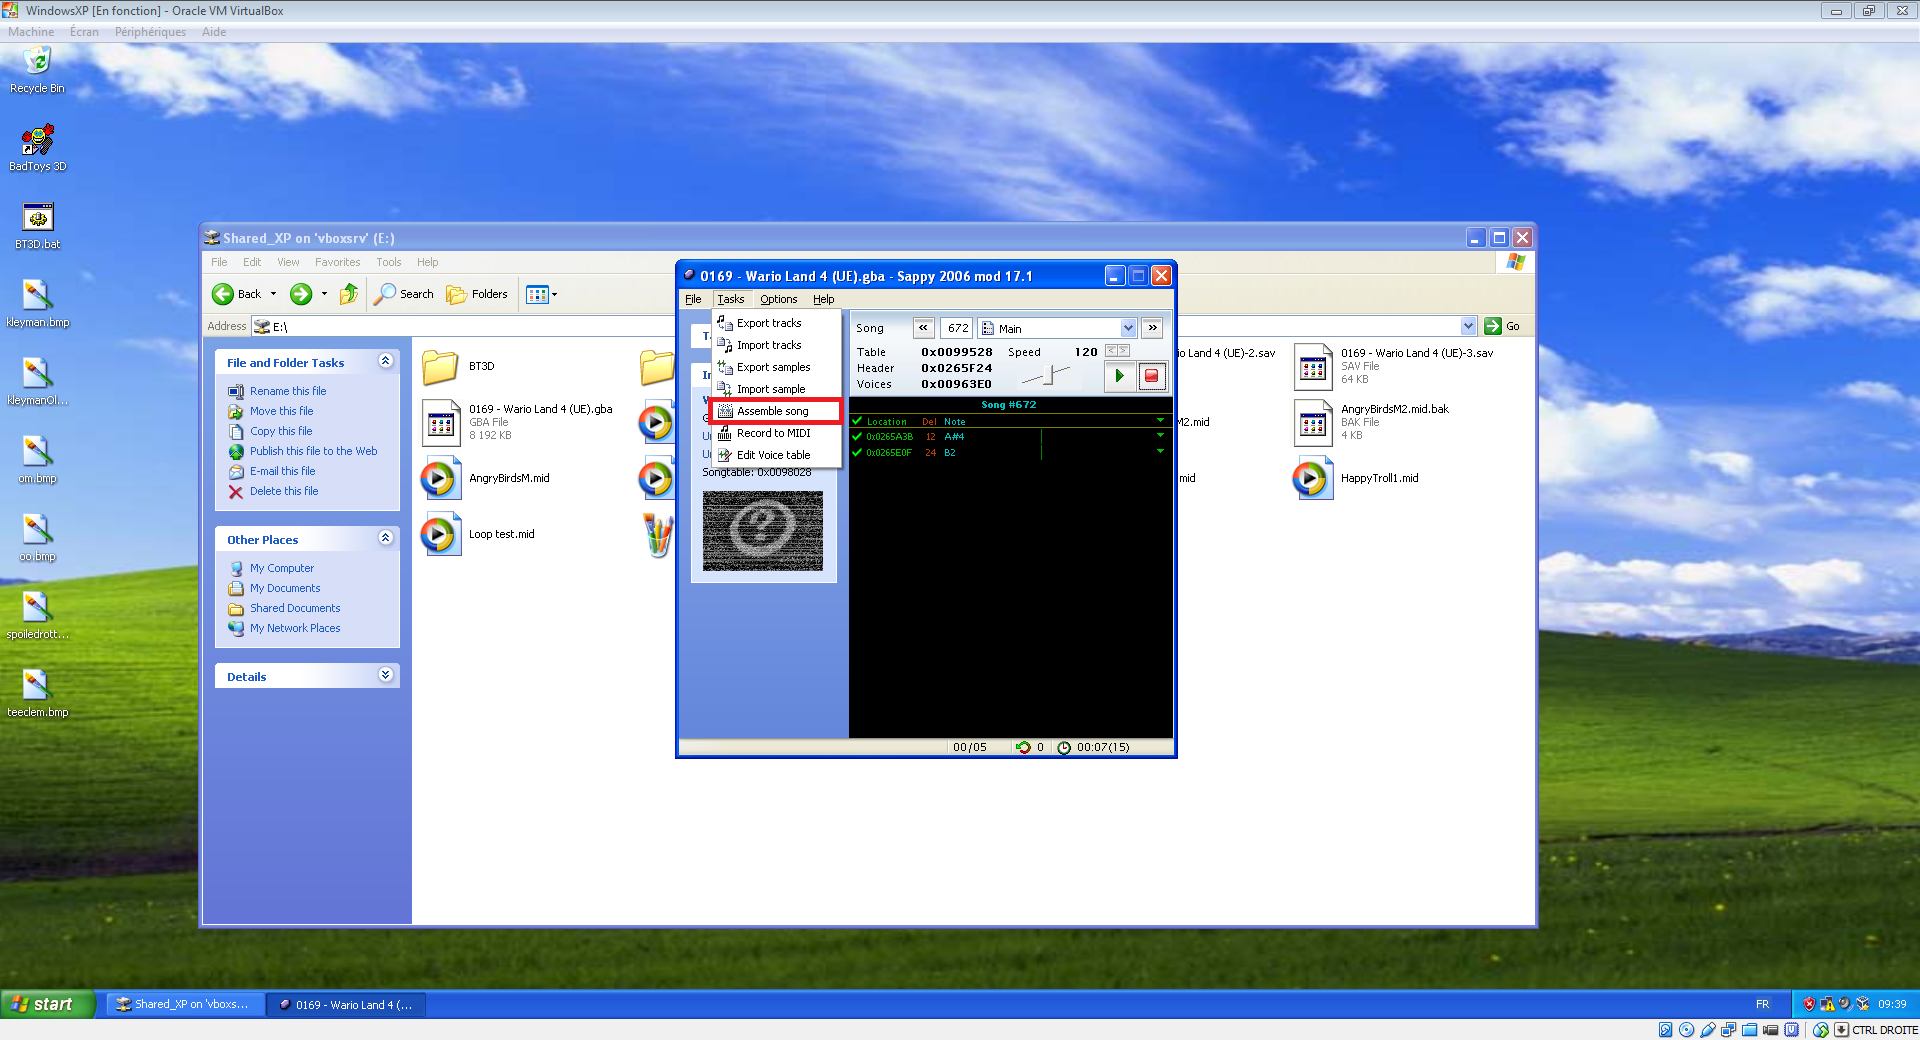 WindowsXP [En fonction] - Oracle VM VirtualBox
Machine Écran Périphériques Aide
Recycle Bin
BadToys 3D
BT3D.bat
kleyman.bmp
kleymanOl...
om.bmp
oo.bmp
spoiledrott...
teeclem.bmp
Shared_XP on 'vboxsrv' (E:)
File Edit View Favorites Tools Help
Back Search Folders
Address E:\ Go
File and Folder Tasks
Rename this file
Move this file
Copy this file
Publish this file to the Web
E-mail this file
Delete this file
Other Places
My Computer
My Documents
Shared Documents
My Network Places
Details
BT3D
0169 - Wario Land 4 (UE).gba
GBA File
8 192 KB
AngryBirdsM.mid
Loop test.mid
io Land 4 (UE)-2.sav
M2.mid
mid
0169 - Wario Land 4 (UE)-3.sav
SAV File
64 KB
AngryBirdsM2.mid.bak
BAK File
4 KB
HappyTroll1.mid
0169 - Wario Land 4 (UE).gba - Sappy 2006 mod 17.1
File Tasks Options Help
Export tracks
Import tracks
Export samples
Import sample
Assemble song
Record to MIDI
Edit Voice table
Songtable: 0x0098028
Song << 672 Main >>
Table 0x0099528 Speed 120 < >
Header 0x0265F24
Voices 0x00963E0
Song #672
Location Del Note
0x0265A3B 12 A#4
0x0265E0F 24 B2
00/05 0 00:07(15)
start Shared_XP on 'vboxs... 0169 - Wario Land 4 (... FR 09:39
CTRL DROITE